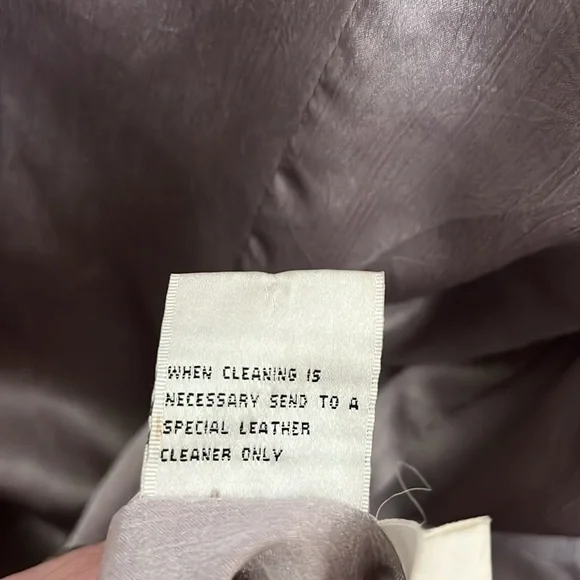 WHEN CLEANING IS
NECESSARY SEND TO A
SPECIAL LEATHER
CLEANER ONLY